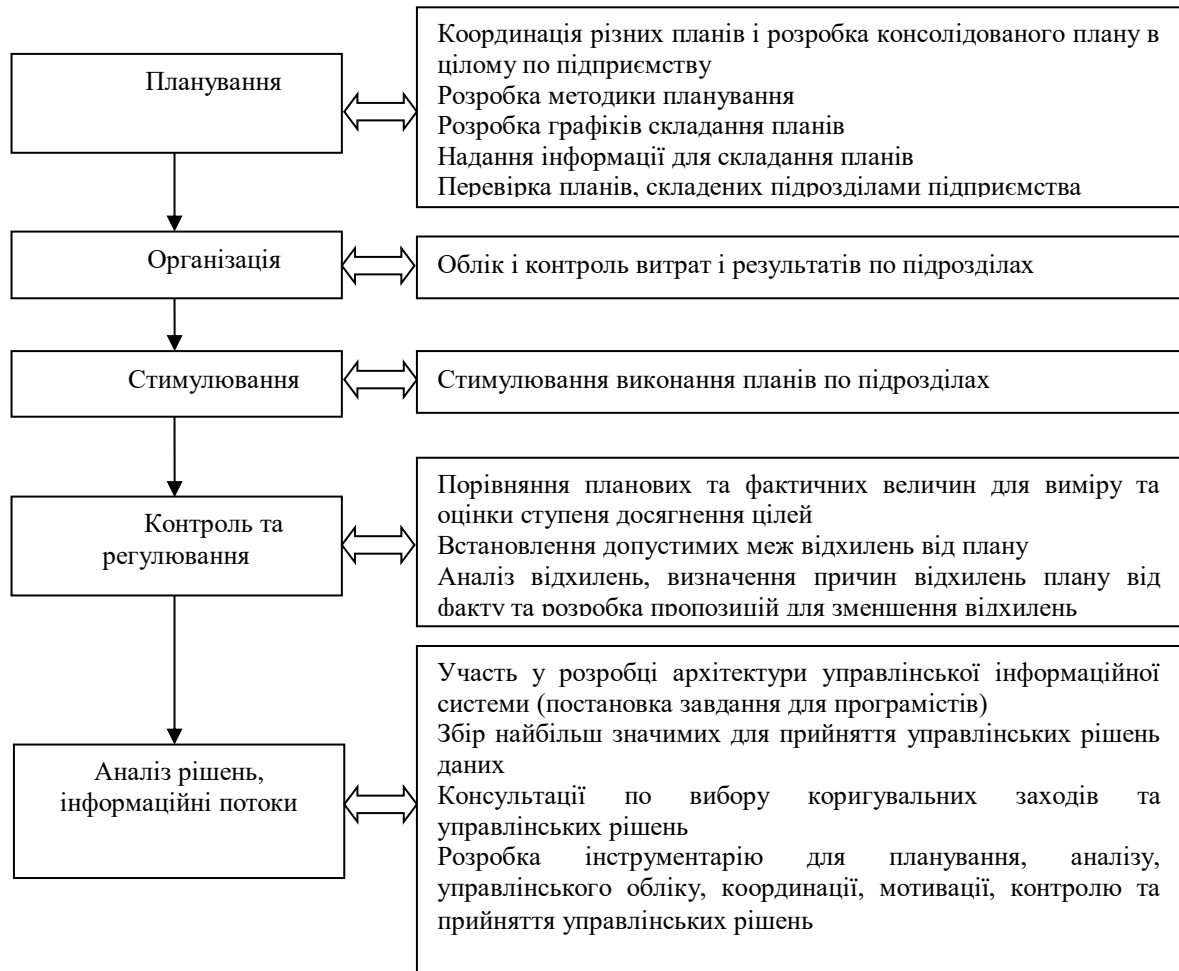 Планування
Координація різних планів і розробка консолідованого плану в
цілому по підприємству
Розробка методики планування
Розробка графіків складання планів
Надання інформації для складання планів
Перевірка планів, складених підрозділами підприємства
Організація
Облік і контроль витрат і результатів по підрозділах
Стимулювання
Стимулювання виконання планів по підрозділах
Контроль та
регулювання
Порівняння планових та фактичних величин для виміру та
оцінки ступеня досягнення цілей
Встановлення допустимих меж відхилень від плану
Аналіз відхилень, визначення причин відхилень плану від
факту та розробка пропозицій для зменшення відхилень
Аналіз рішень,
інформаційні потоки
Участь у розробці архітектури управлінської інформаційної
системи (постановка завдання для програмістів)
Збір найбільш значимих для прийняття управлінських рішень
даних
Консультації по вибору коригувальних заходів та
управлінських рішень
Розробка інструментарію для планування, аналізу,
управлінського обліку, координації, мотивації, контролю та
прийняття управлінських рішень